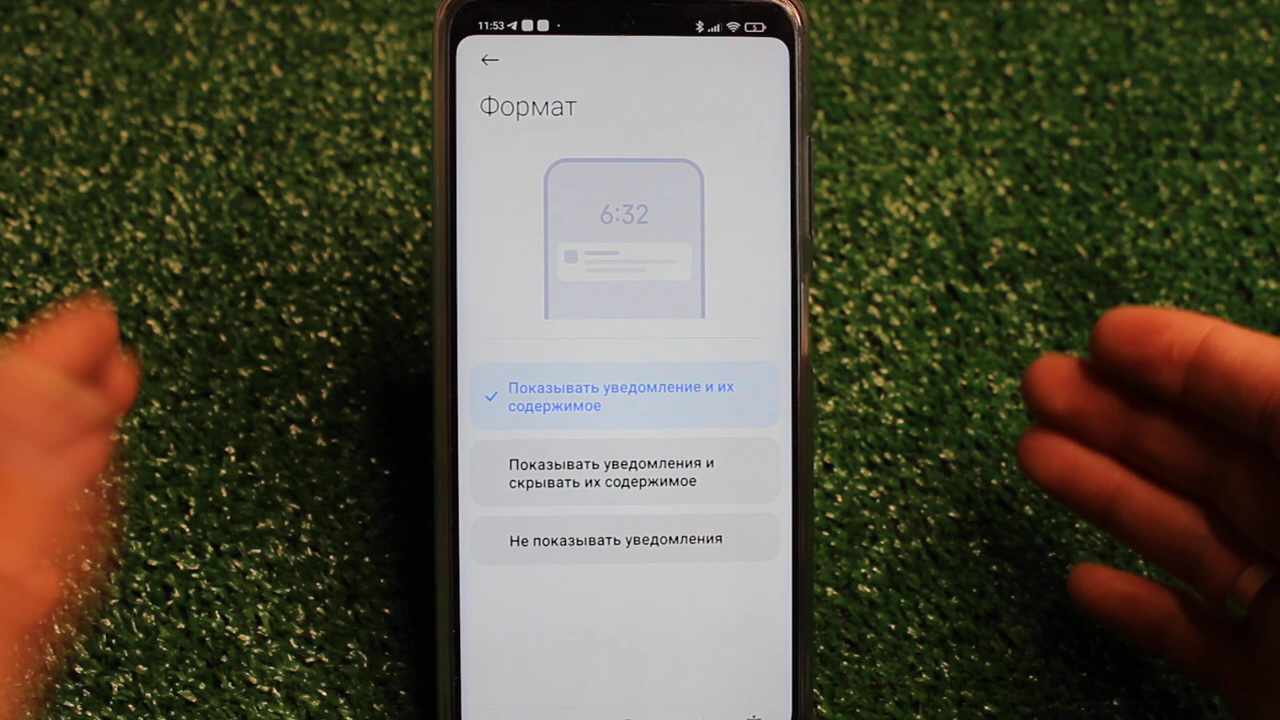 11:53
Формат
6:32
Показывать уведомление и их
содержимое
Показывать уведомления и
скрывать их содержимое
Не показывать уведомления